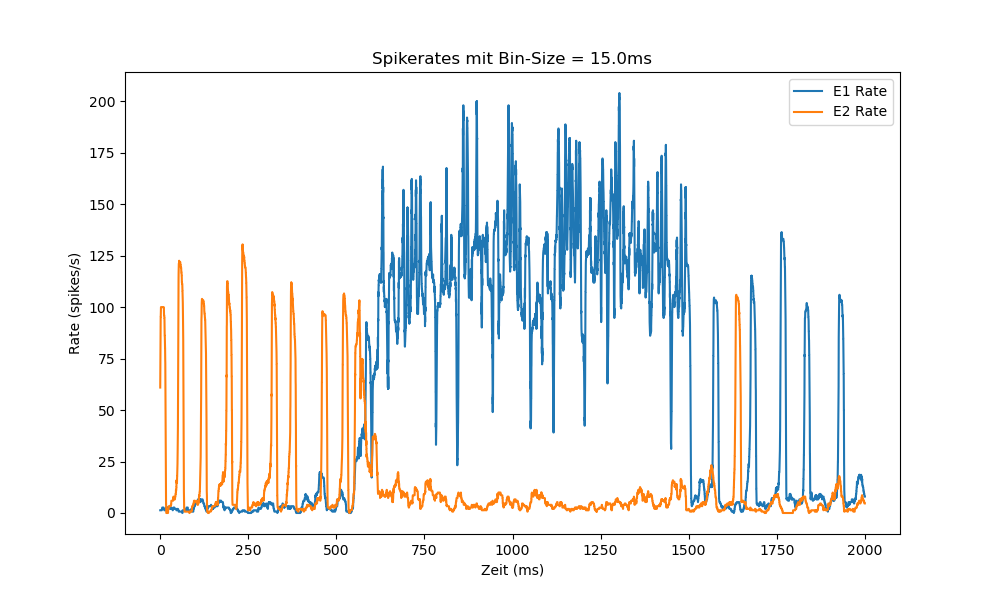 Spikerates mit Bin-Size = 15.0ms
E1 Rate
E2 Rate
200
175
150
125
100
75
50
25
0
Rate (spikes/s)
0 250 500 750 1000 1250 1500 1750 2000
Zeit (ms)